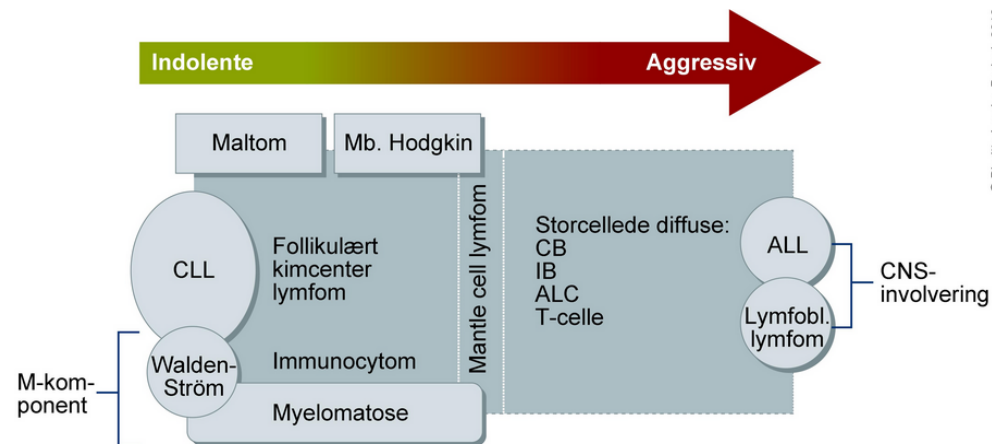 Indolente
Aggressiv
Maltom
Mb. Hodgkin
CLL
Follikulært
kimcenter
lymfom
Mantle cell lymfom
Storcellede diffuse:
CB
IB
ALC
T-celle
ALL
Lymfobl.
lymfom
CNS-
involvering
Walden-
Ström
Immunocytom
Myelomatose
M-kom-
ponent